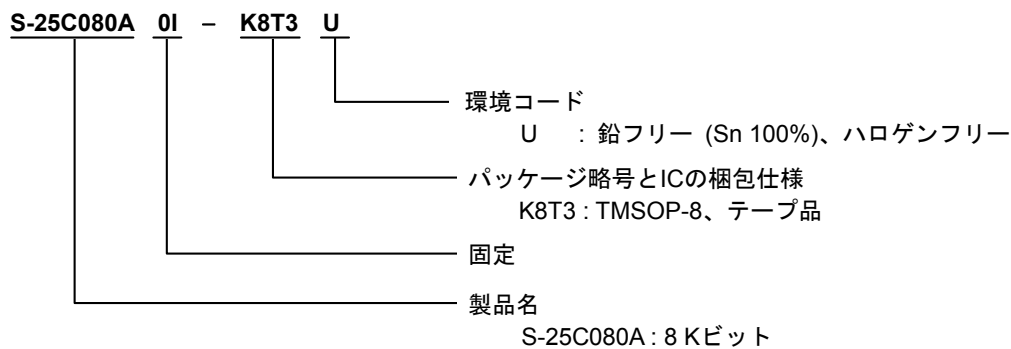 S-25C080A 0I – K8T3 U
環境コード
U : 鉛フリー (Sn 100%)、ハロゲンフリー
パッケージ略号とICの梱包仕様
K8T3 : TMSOP-8、テープ品
固定
製品名
S-25C080A : 8 Kビット